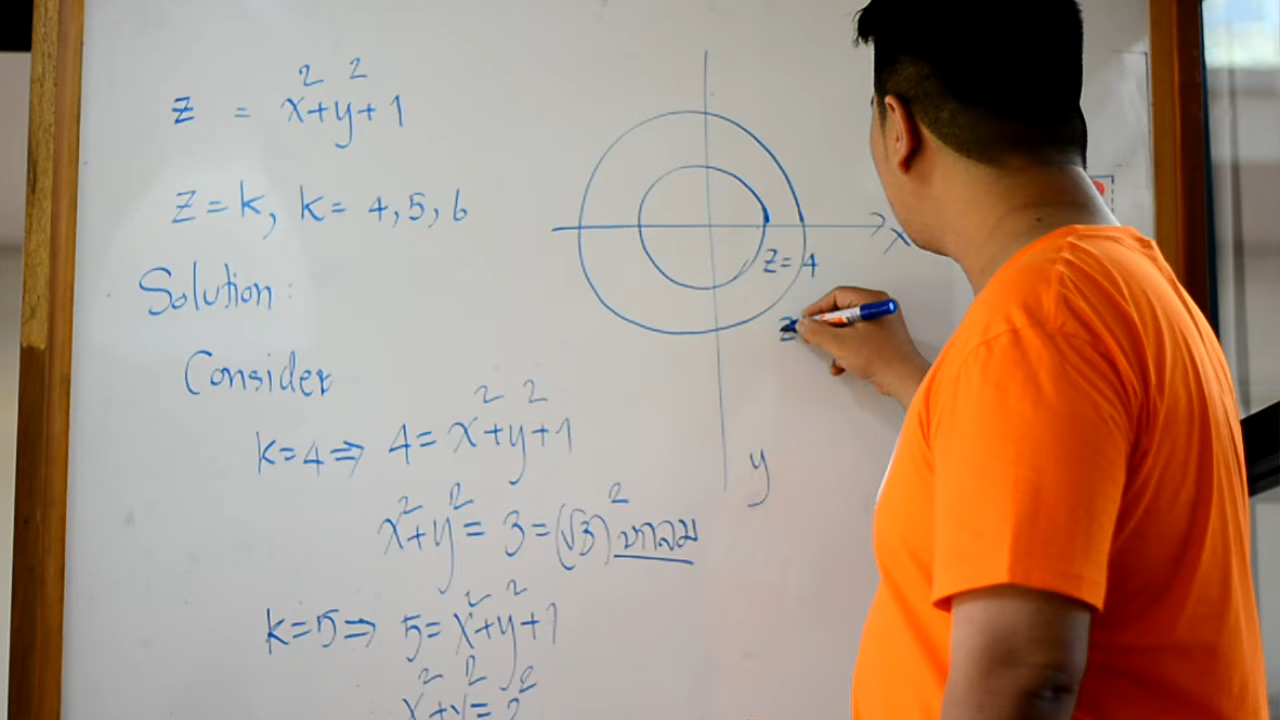 z = x²+y²+1
z=k, k= 4,5,6
Solution :
Consider
k=4 ⇒ 4= x²+y²+1
x²+y² = 3 = (√3)² วงกลม
k=5 ⇒ 5= x²+y²+1
x²+y² = 2²
x
z=4
z
y